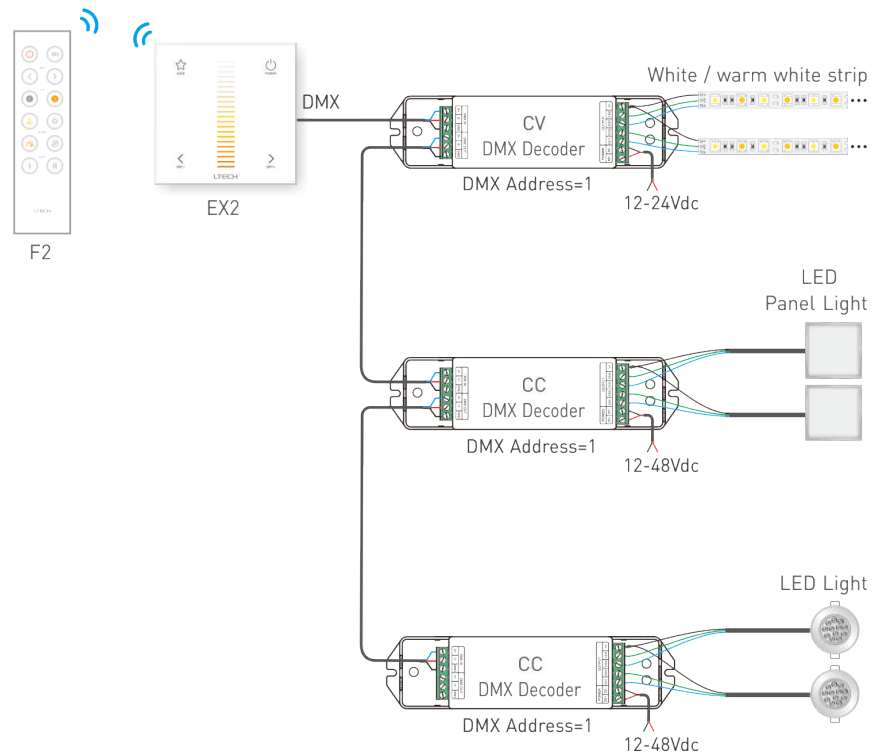 White / warm white strip
DMX
CV
DMX Decoder
LTECH
LTECH
DMX Address=1
12-24Vdc
EX2
F2
LED
Panel Light
CC
DMX Decoder
DMX Address=1
12-48Vdc
LED Light
CC
DMX Decoder
DMX Address=1
12-48Vdc